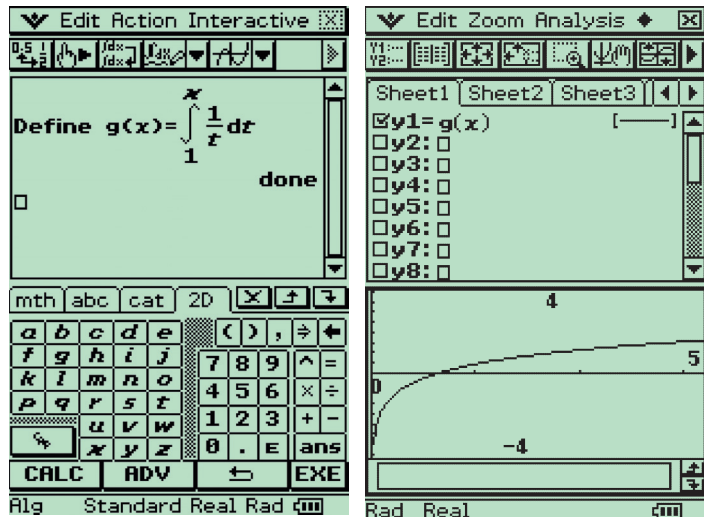 Edit Action Interactive
Define g(x)= ∫ 1/t dt
x
1
done
mth abc cat 2D
a b c d e ( ) , ⇒ ←
f g h i j 7 8 9 ^ =
k l m n o 4 5 6 × ÷
p q r s t 1 2 3 + −
u v w 0 . E ans
x y z
CALC ADV EXE
Alg Standard Real Rad
Edit Zoom Analysis
Sheet1 Sheet2 Sheet3
y1=g(x) [—]
y2:
y3:
y4:
y5:
y6:
y7:
y8:
4
5
0
-4
Rad Real